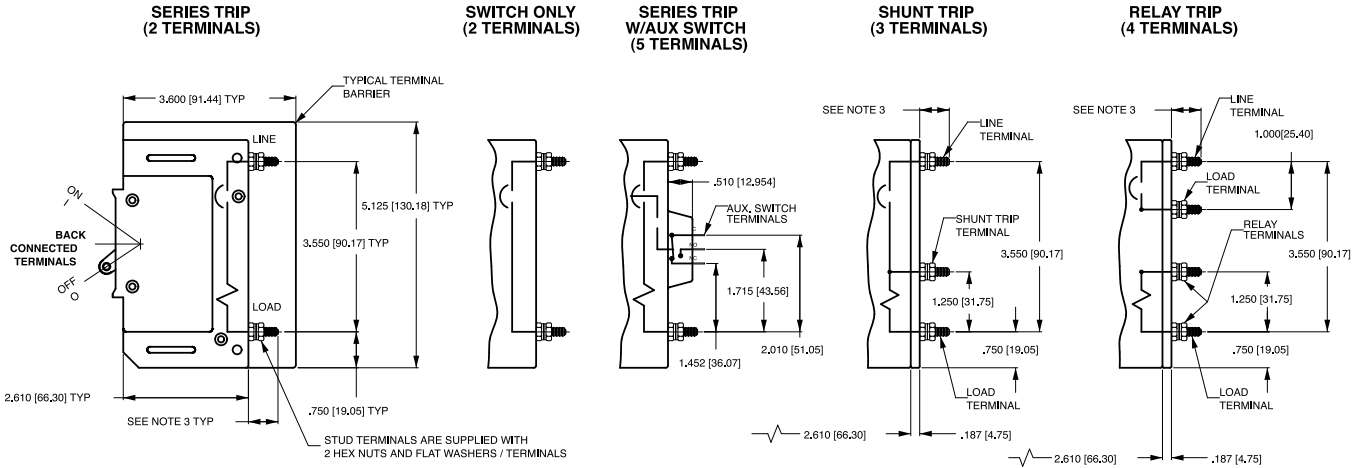 SERIES TRIP
(2 TERMINALS)
SWITCH ONLY
(2 TERMINALS)
SERIES TRIP
W/AUX SWITCH
(5 TERMINALS)
SHUNT TRIP
(3 TERMINALS)
RELAY TRIP
(4 TERMINALS)
3.600 [91.44] TYP
TYPICAL TERMINAL
BARRIER
LINE
5.125 [130.18] TYP
3.550 [90.17] TYP
ON
I
BACK
CONNECTED
TERMINALS
OFF
O
LOAD
2.610 [66.30] TYP
SEE NOTE 3 TYP
.750 [19.05] TYP
STUD TERMINALS ARE SUPPLIED WITH
2 HEX NUTS AND FLAT WASHERS / TERMINALS
.510 [12.954]
AUX. SWITCH
TERMINALS
C
NO
NC
1.715 [43.56]
2.010 [51.05]
1.452 [36.07]
SEE NOTE 3
LINE
TERMINAL
SHUNT TRIP
TERMINAL
3.550 [90.17]
1.250 [31.75]
.750 [19.05]
LOAD
TERMINAL
2.610 [66.30]
.187 [4.75]
SEE NOTE 3
LINE
TERMINAL
1.000[25.40]
LOAD
TERMINAL
RELAY
TERMINALS
3.550 [90.17]
1.250 [31.75]
.750 [19.05]
LOAD
TERMINAL
2.610 [66.30]
.187 [4.75]